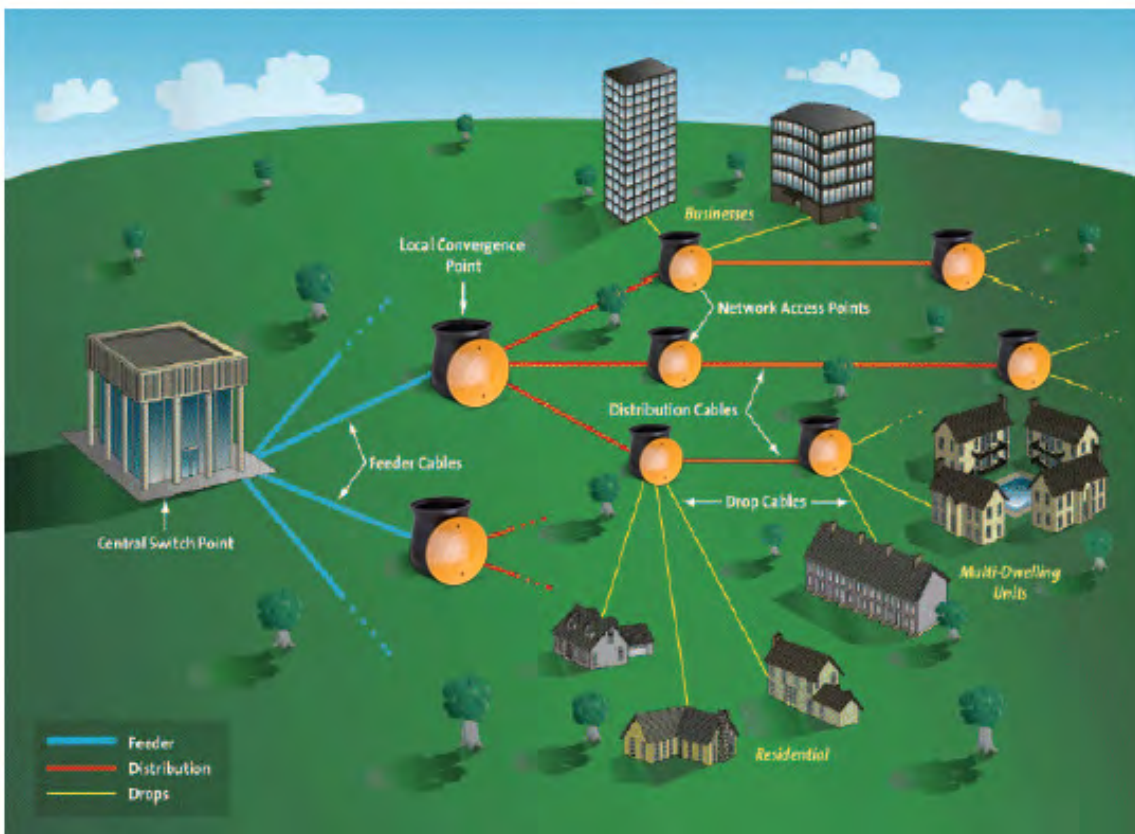 Businesses
Local Convergence
Point
Network Access Points
Distribution Cables
Feeder Cables
Drop Cables
Central Switch Point
Multi-Dwelling
Units
Residential
Feeder
Distribution
Drops